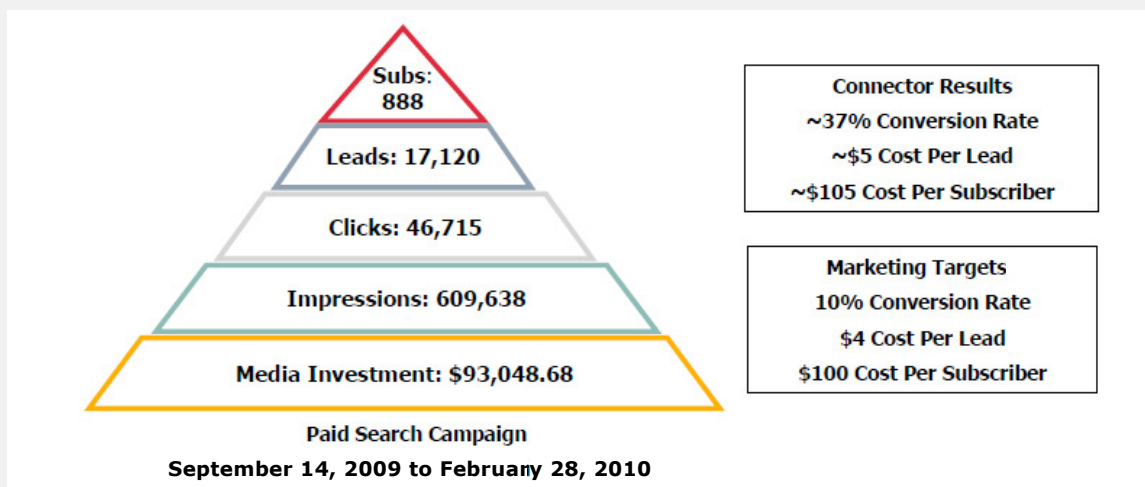 Subs:
888
Leads: 17,120
Clicks: 46,715
Impressions: 609,638
Media Investment: $93,048.68
Paid Search Campaign
September 14, 2009 to February 28, 2010
Connector Results
~37% Conversion Rate
~$5 Cost Per Lead
~$105 Cost Per Subscriber
Marketing Targets
10% Conversion Rate
$4 Cost Per Lead
$100 Cost Per Subscriber